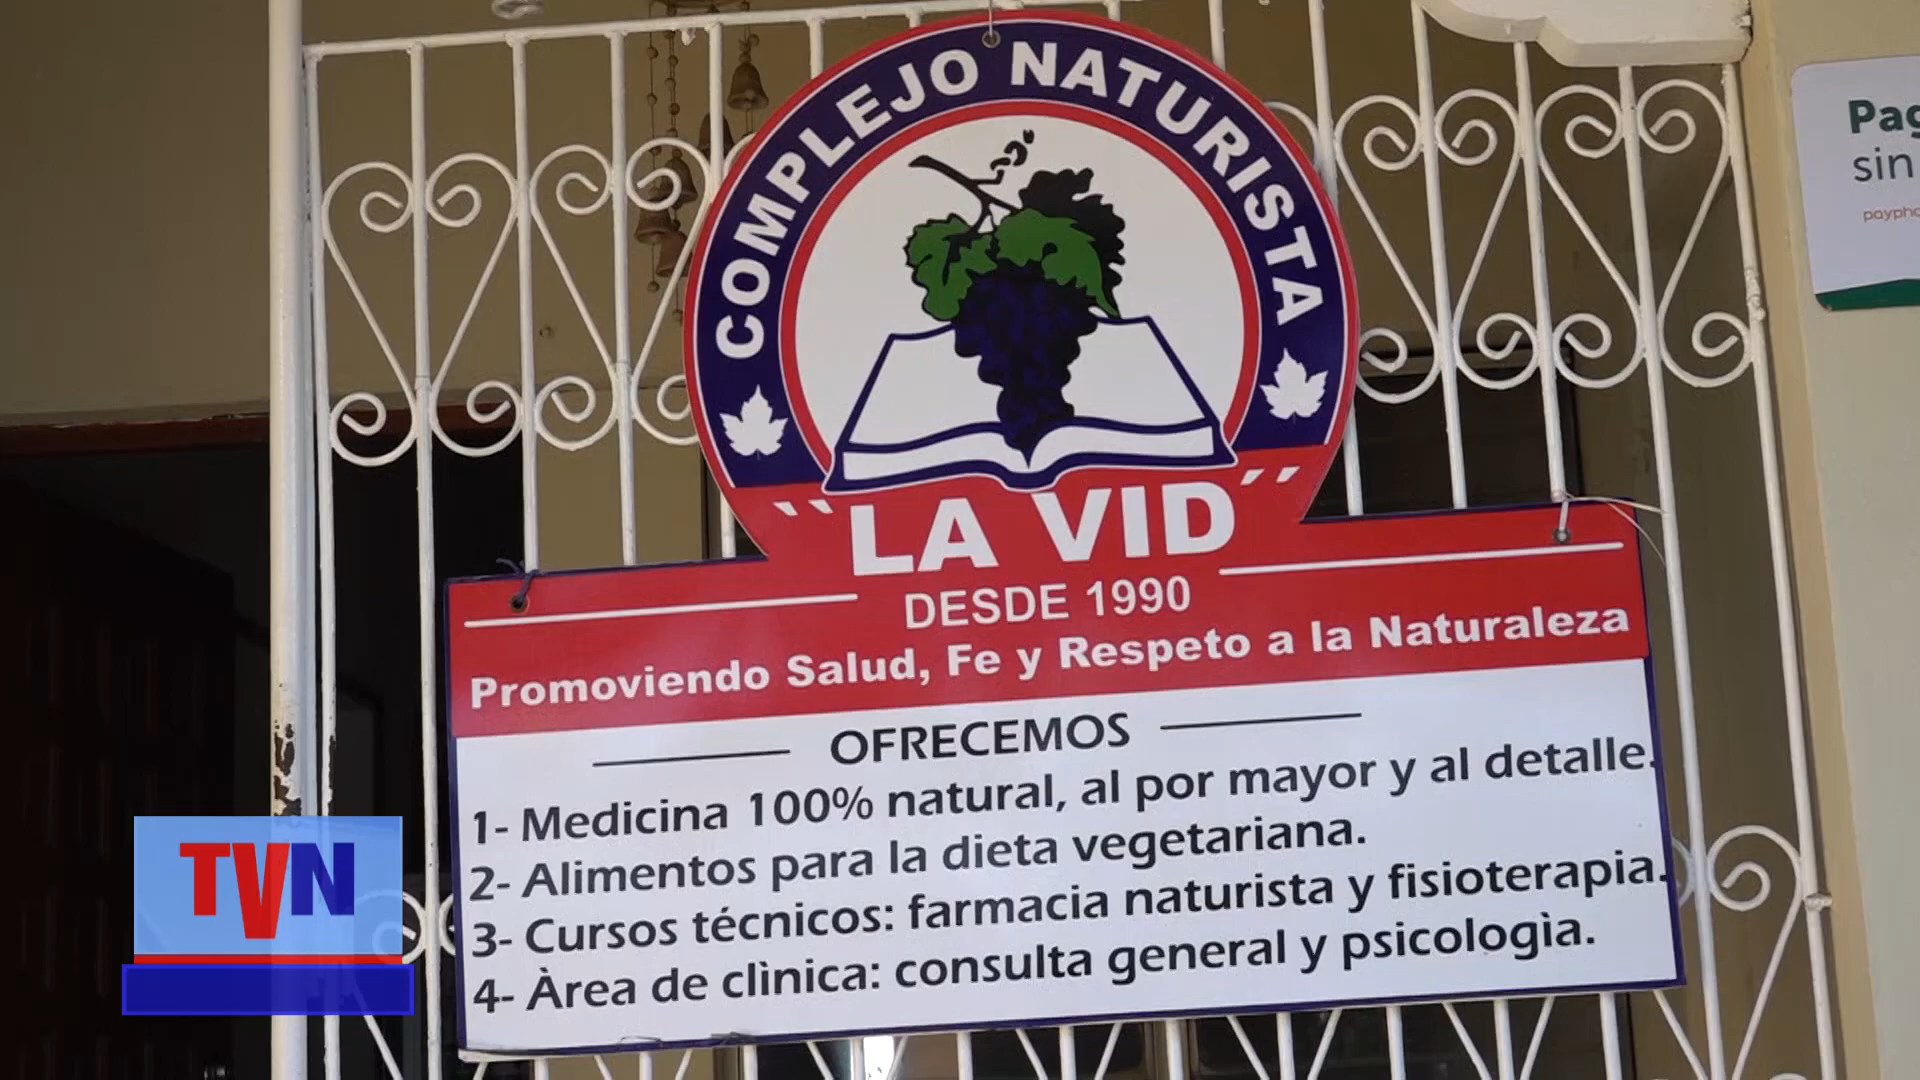 COMPLEJO NATURISTA
``LA VID´´
DESDE 1990
Promoviendo Salud, Fe y Respeto a la Naturaleza
OFRECEMOS
1- Medicina 100% natural, al por mayor y al detalle.
2- Alimentos para la dieta vegetariana.
3- Cursos técnicos: farmacia naturista y fisioterapia.
4- Àrea de clìnica: consulta general y psicologìa.
TVN
sin